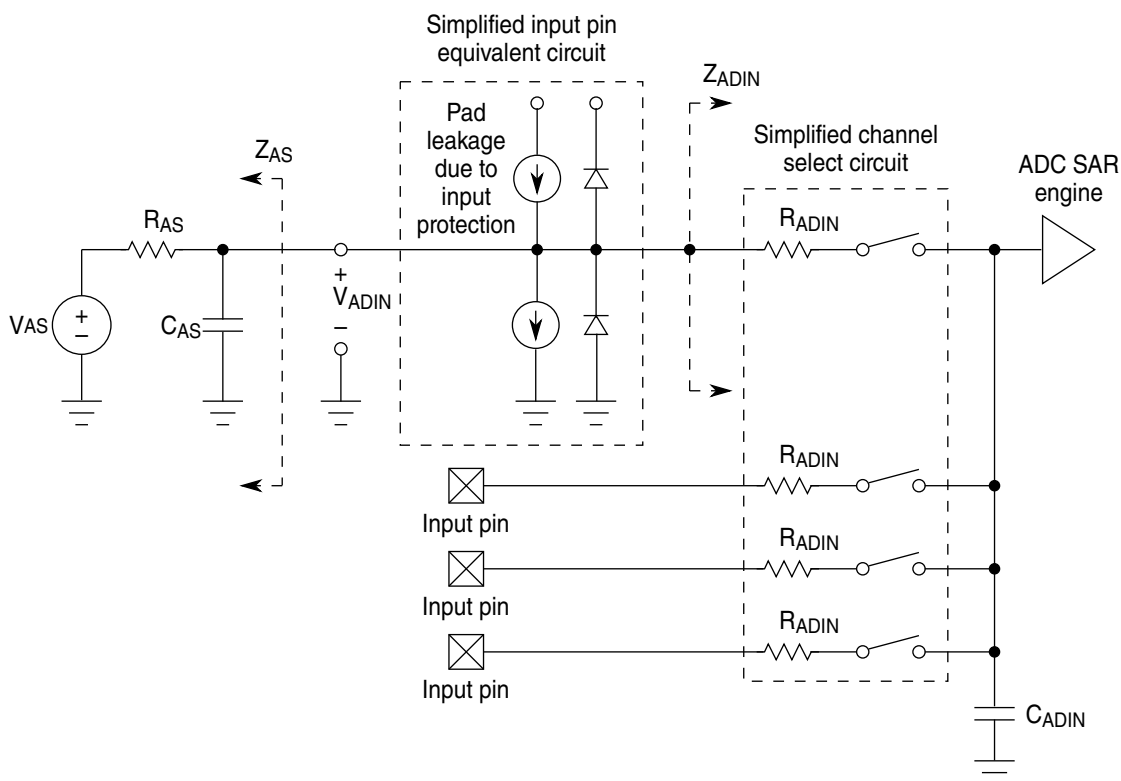 Simplified input pin
equivalent circuit
Pad
leakage
due to
input
protection
ZADIN
Simplified channel
select circuit
ADC SAR
engine
ZAS
RAS
RADIN
+
VADIN
–
VAS
+
–
CAS
RADIN
Input pin
RADIN
Input pin
RADIN
Input pin
CADIN